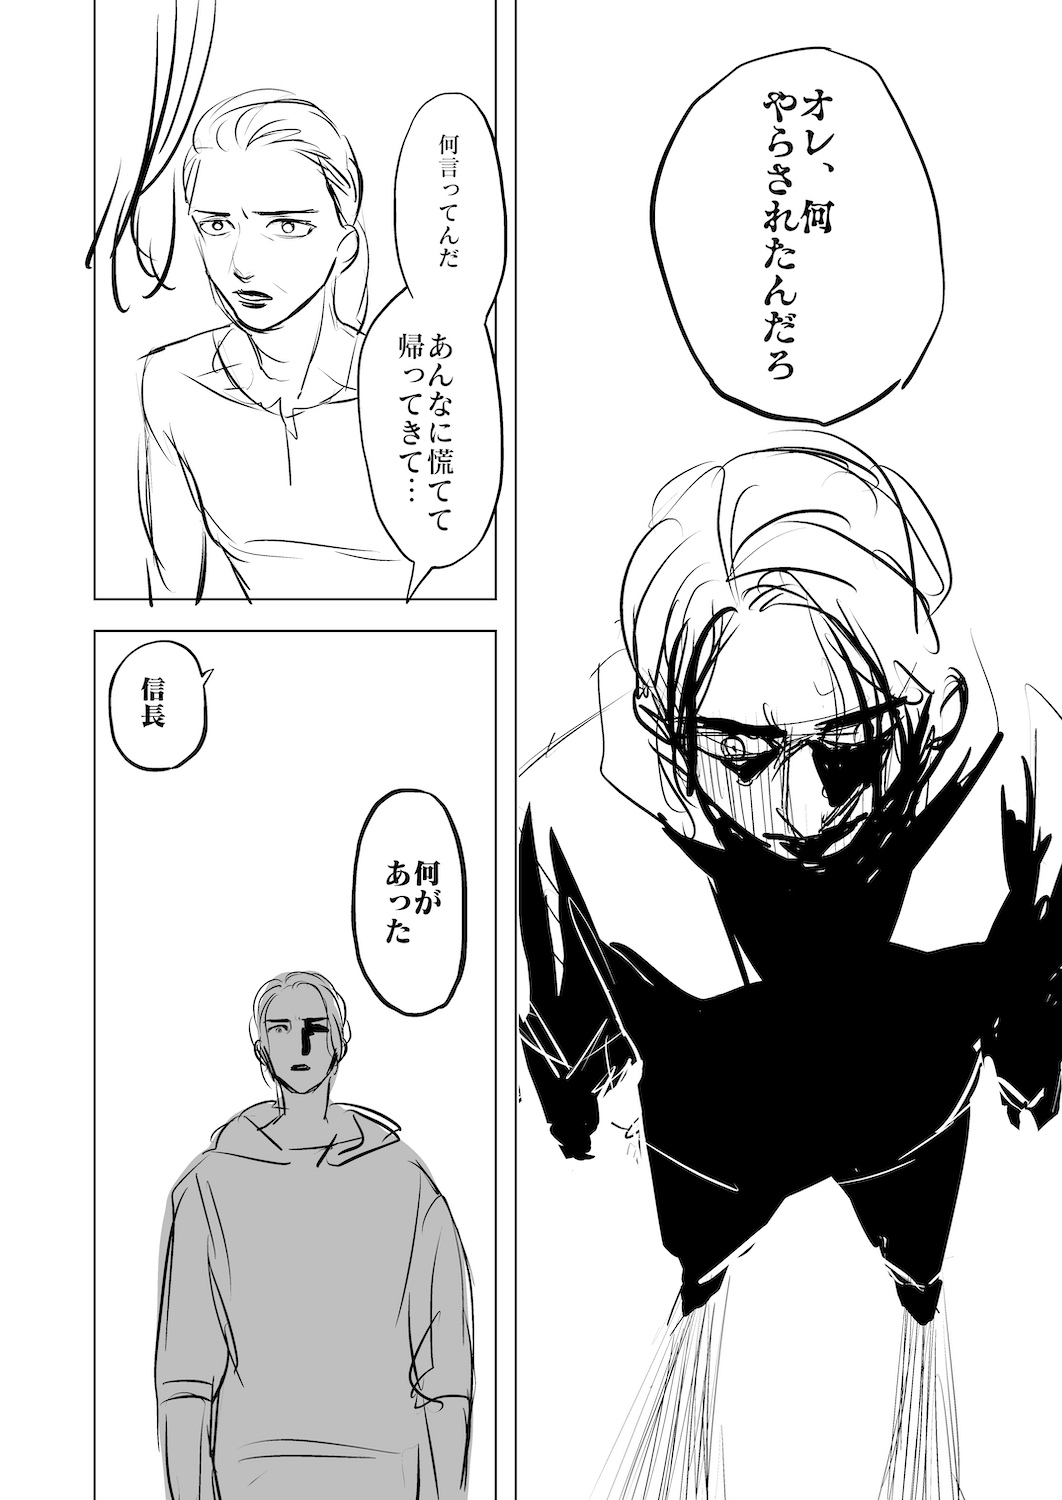 オレ、何
やらされたんだろ
何言ってんだ
あんなに慌てて
帰ってきて…
何が
あった
信長